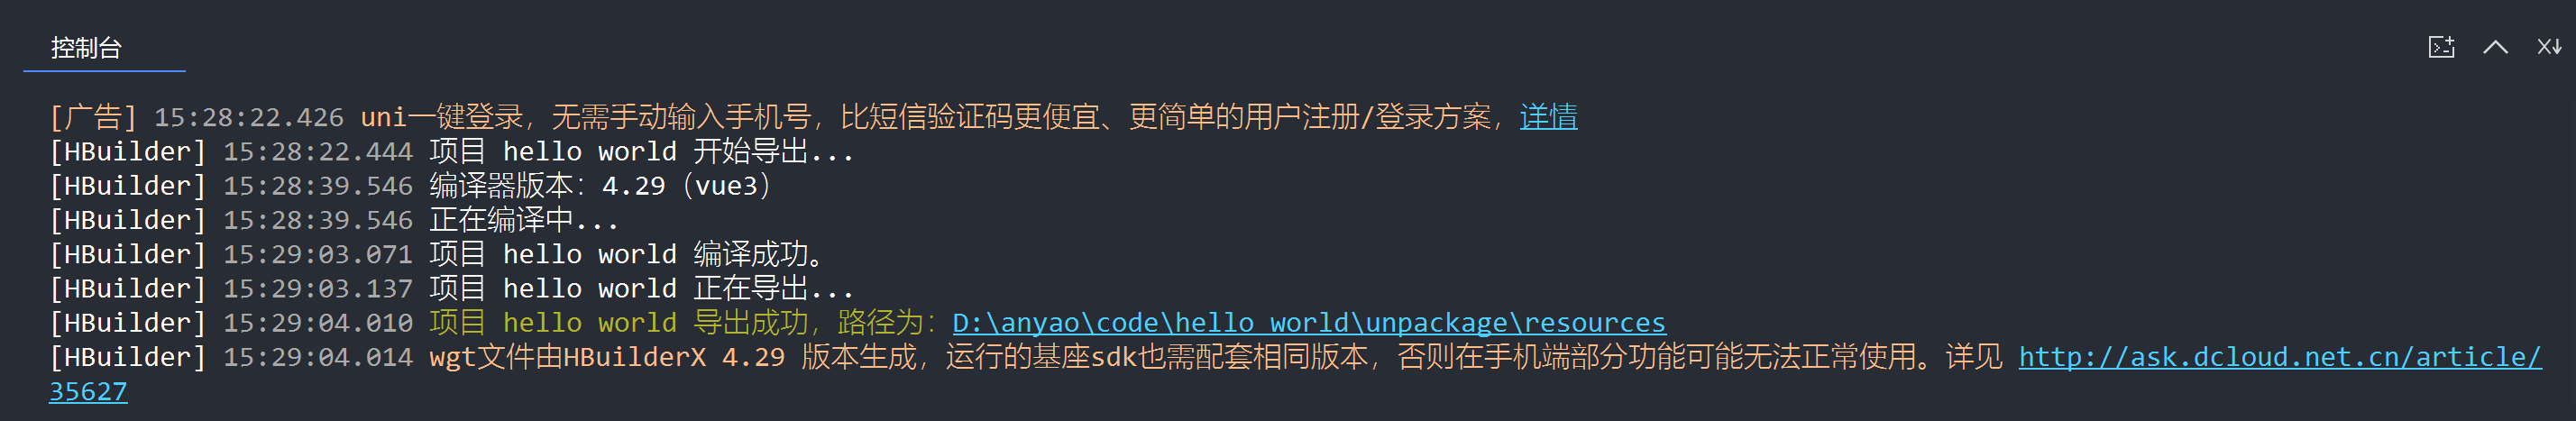 控制台
[广告] 15:28:22.426 uni一键登录，无需手动输入手机号，比短信验证码更便宜、更简单的用户注册/登录方案，详情
[HBuilder] 15:28:22.444 项目 hello world 开始导出...
[HBuilder] 15:28:39.546 编译器版本：4.29（vue3）
[HBuilder] 15:28:39.546 正在编译中...
[HBuilder] 15:29:03.071 项目 hello world 编译成功。
[HBuilder] 15:29:03.137 项目 hello world 正在导出...
[HBuilder] 15:29:04.010 项目 hello world 导出成功，路径为：D:\anyao\code\hello world\unpackage\resources
[HBuilder] 15:29:04.014 wgt文件由HBuilderX 4.29 版本生成，运行的基座sdk也需配套相同版本，否则在手机端部分功能可能无法正常使用。详见 http://ask.dcloud.net.cn/article/
35627